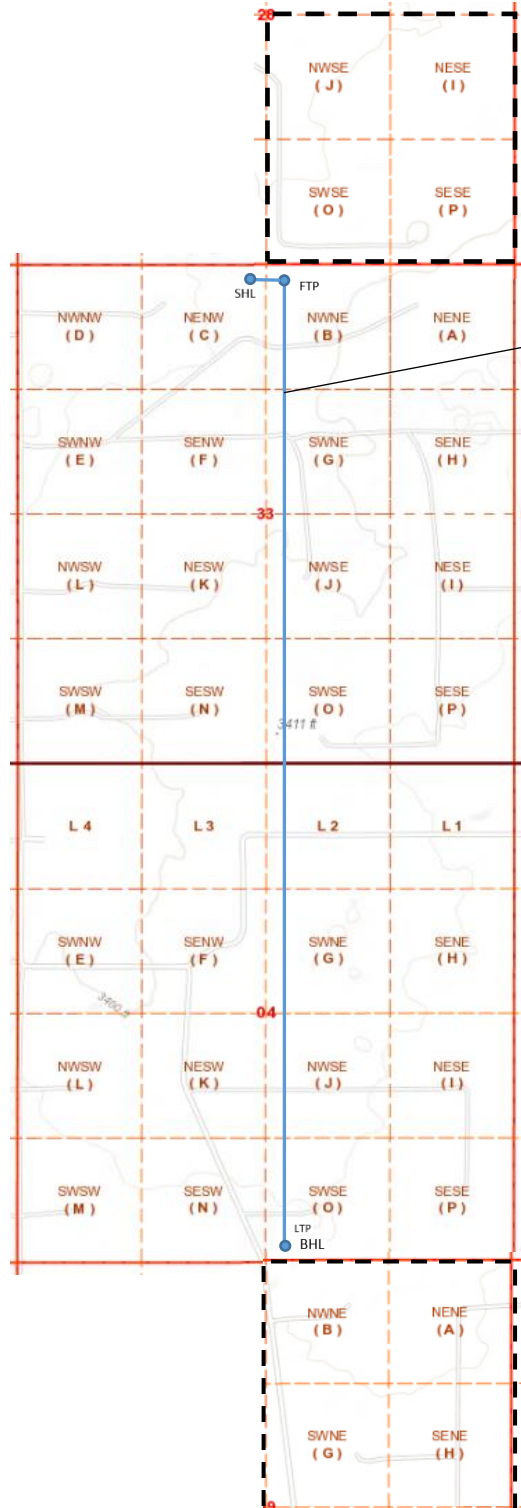 28
NWSE NESE
(J) (I)
SWSE SESE
(O) (P)
SHL FTP
NWNW NENW NWNE NENE
(D) (C) (B) (A)
SWNW SENW SWNE SENE
(E) (F) (G) (H)
33
NWSW NESW NWSE NESE
(L) (K) (J) (I)
SWSW SESW SWSE SESE
(M) (N) (O) (P)
3411 ft
L 4 L 3 L 2 L 1
SWNW SENW SWNE SENE
(E) (F) (G) (H)
04
NWSW NESW NWSE NESE
(L) (K) (J) (I)
SWSW SESW SWSE SESE
(M) (N) (O) (P)
LTP
BHL
NWNE NENE
(B) (A)
SWNE SENE
(G) (H)
9